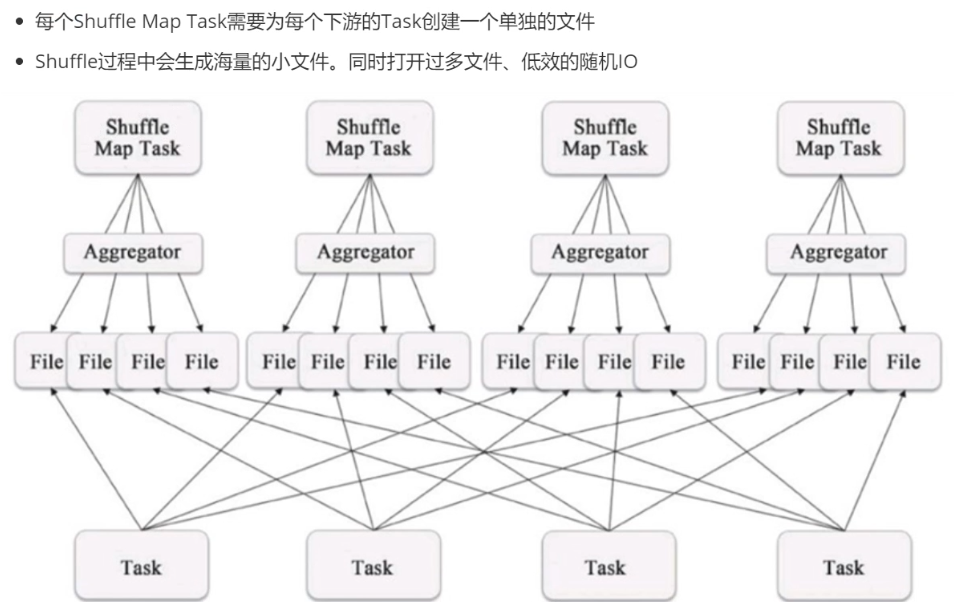 每个Shuffle Map Task需要为每个下游的Task创建一个单独的文件
Shuffle过程中会生成海量的小文件。同时打开过多文件、低效的随机IO
Shuffle Shuffle Shuffle Shuffle
Map Task Map Task Map Task Map Task
Aggregator Aggregator Aggregator Aggregator
File File File File File File File File File File File File File File File File
Task Task Task Task